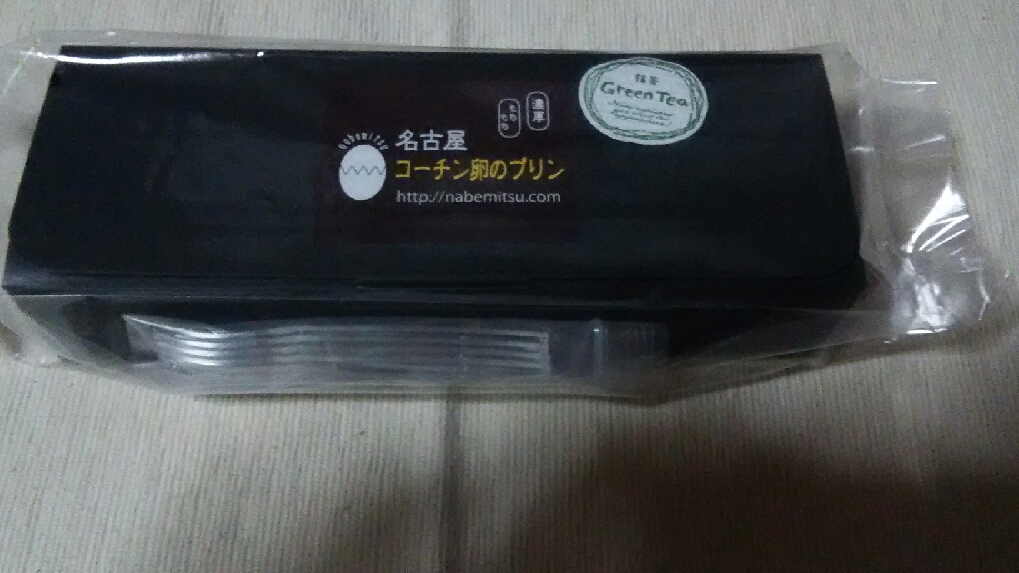 抹茶
Green Tea
濃厚
もちもち
nabemitsu
名古屋
コーチン卵のプリン
http://nabemitsu.com